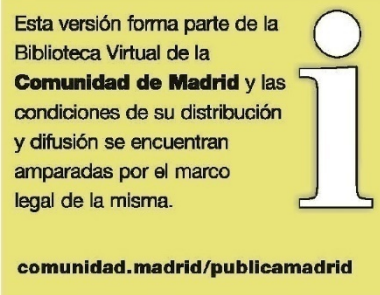 Esta versión forma parte de la
Biblioteca Virtual de la
Comunidad de Madrid y las
condiciones de su distribución
y difusión se encuentran
amparadas por el marco
legal de la misma.
i
comunidad.madrid/publicamadrid